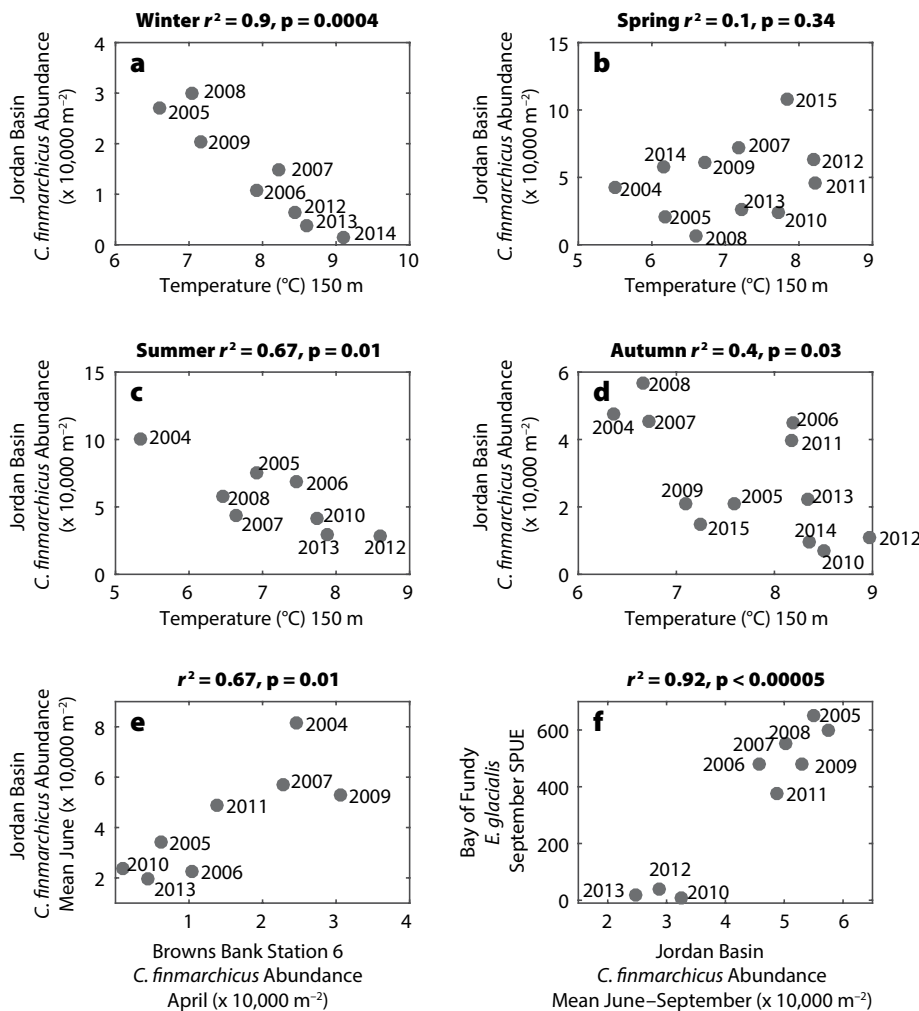 Winter r² = 0.9, p = 0.0004
a
Jordan Basin
C. finmarchicus Abundance
(x 10,000 m⁻²)
4
3
2
1
0
2008
2005
2009
2007
2006
2012
2013
2014
6 7 8 9 10
Temperature (°C) 150 m
Spring r² = 0.1, p = 0.34
b
Jordan Basin
C. finmarchicus Abundance
(x 10,000 m⁻²)
15
10
5
0
2015
2007
2014
2009
2012
2004
2011
2013
2005
2010
2008
5 6 7 8 9
Temperature (°C) 150 m
Summer r² = 0.67, p = 0.01
c
Jordan Basin
C. finmarchicus Abundance
(x 10,000 m⁻²)
15
10
5
0
2004
2005
2006
2008
2010
2007
2013
2012
5 6 7 8 9
Temperature (°C) 150 m
Autumn r² = 0.4, p = 0.03
d
Jordan Basin
C. finmarchicus Abundance
(x 10,000 m⁻²)
6
4
2
0
2008
2004
2007
2006
2011
2009
2005
2013
2015
2014
2012
2010
6 7 8 9
Temperature (°C) 150 m
r² = 0.67, p = 0.01
e
Jordan Basin
C. finmarchicus Abundance
Mean June (x 10,000 m⁻²)
8
6
4
2
2004
2007
2009
2011
2005
2010
2006
2013
1 2 3 4
Browns Bank Station 6
C. finmarchicus Abundance
April (x 10,000 m⁻²)
r² = 0.92, p < 0.00005
f
Bay of Fundy
E. glacialis
September SPUE
600
400
200
0
2005
2008
2007
2006
2009
2011
2012
2013
2010
2 3 4 5 6
Jordan Basin
C. finmarchicus Abundance
Mean June–September (x 10,000 m⁻²)